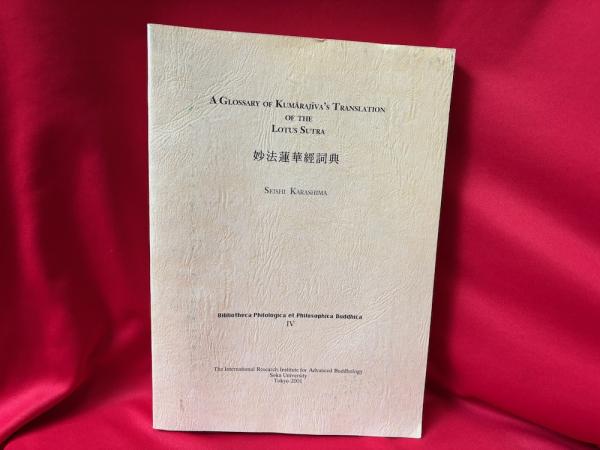 A GLOSSARY OF KUMĀRAJĪVA'S TRANSLATION
OF THE
LOTUS SUTRA
妙法蓮華經詞典
SEISHI KARASHIMA
Bibliotheca Philologica et Philosophica Buddhica
IV
The International Research Institute for Advanced Buddhology
Soka University
Tokyo 2001